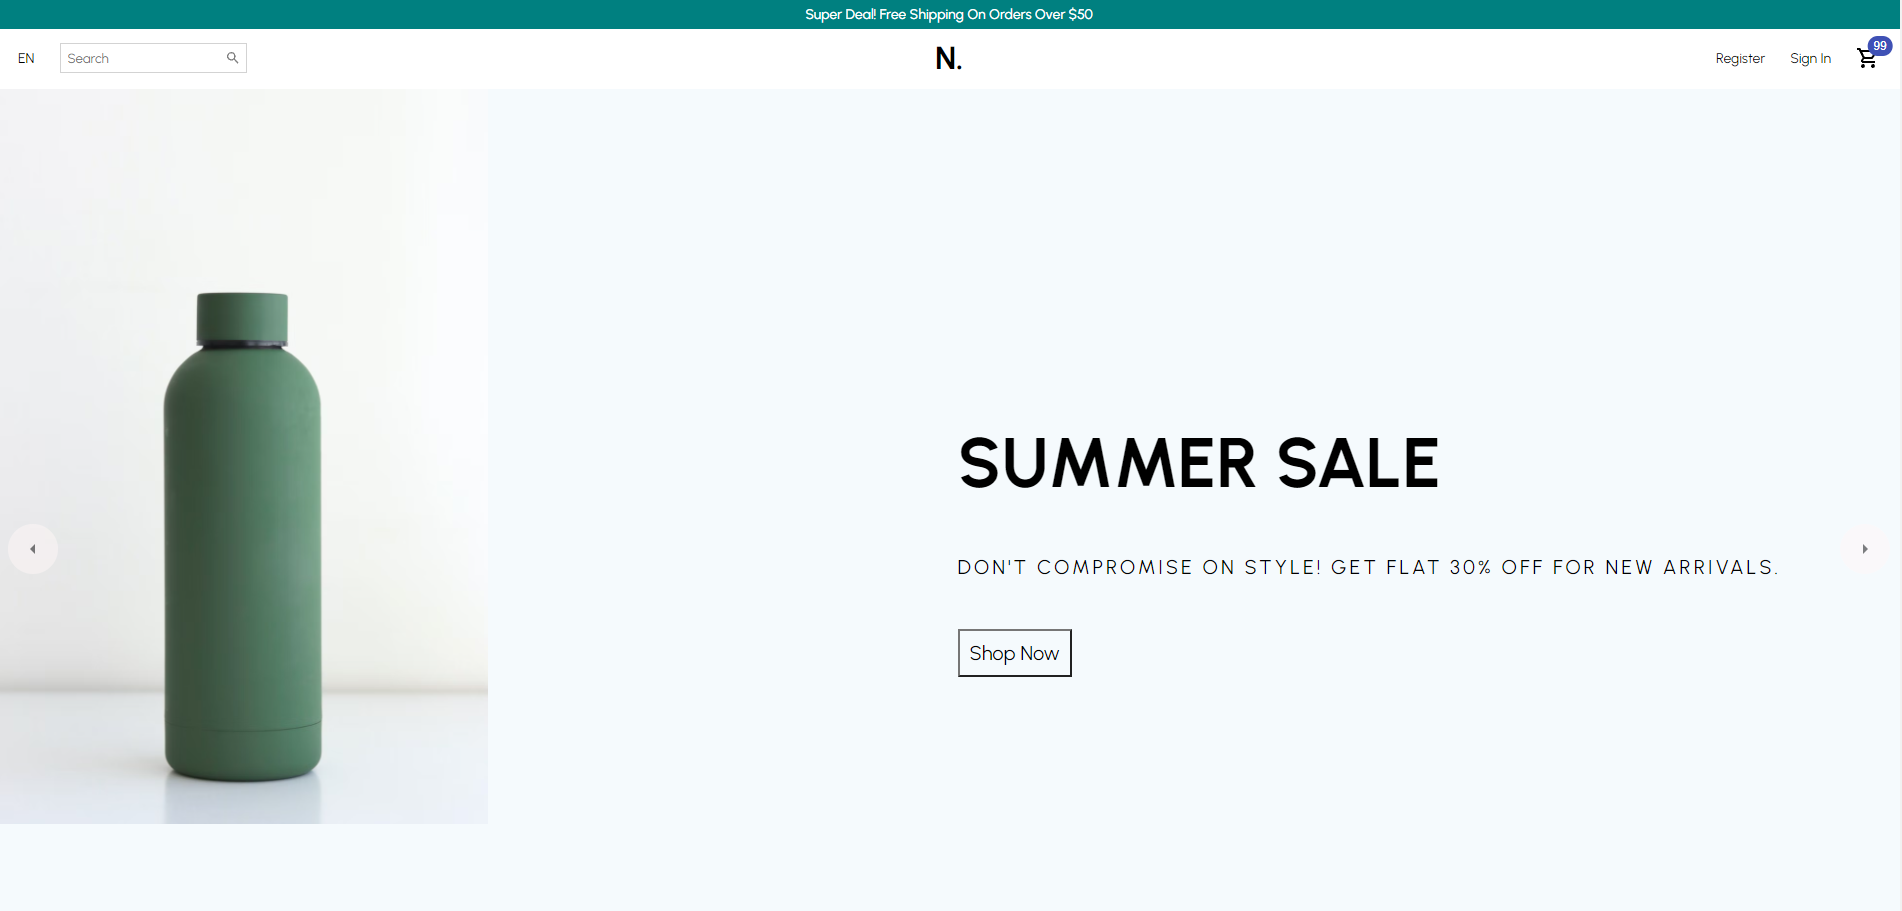 Super Deal! Free Shipping On Orders Over $50
EN
Search
N.
Register
Sign In
99
SUMMER SALE
DON'T COMPROMISE ON STYLE! GET FLAT 30% OFF FOR NEW ARRIVALS.
Shop Now